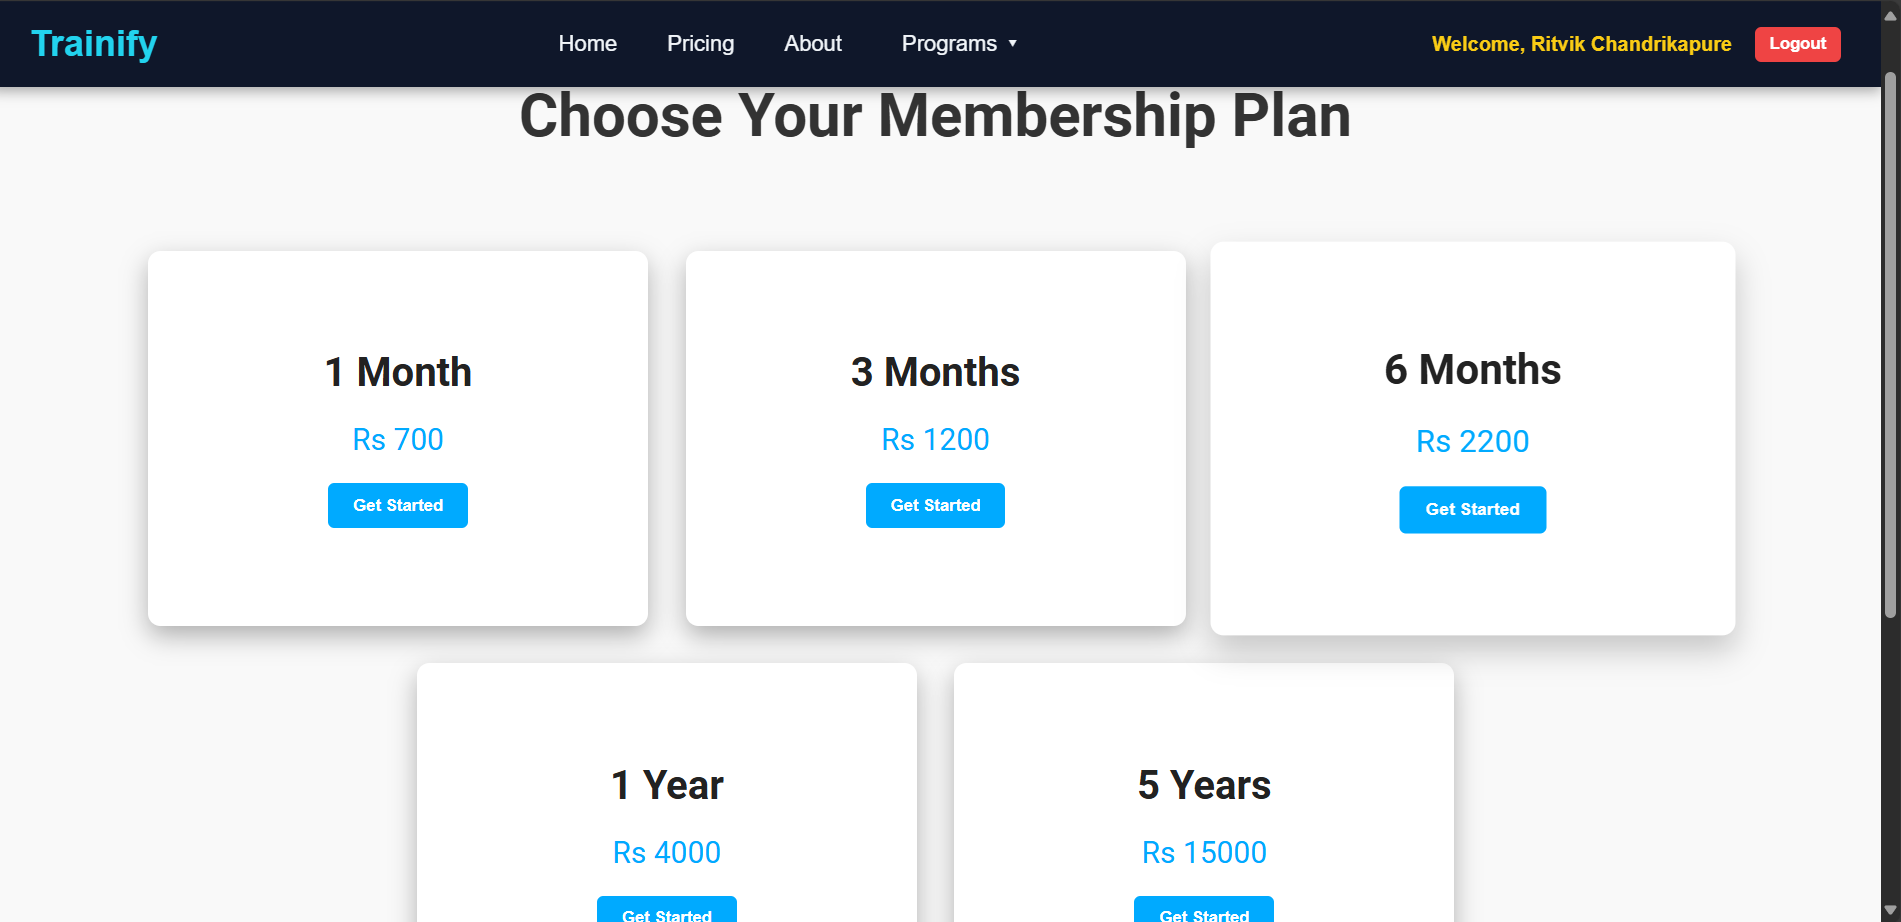 Trainify
Home
Pricing
About
Programs
Welcome, Ritvik Chandrikapure
Logout
Choose Your Membership Plan
1 Month
Rs 700
Get Started
3 Months
Rs 1200
Get Started
6 Months
Rs 2200
Get Started
1 Year
Rs 4000
Get Started
5 Years
Rs 15000
Get Started